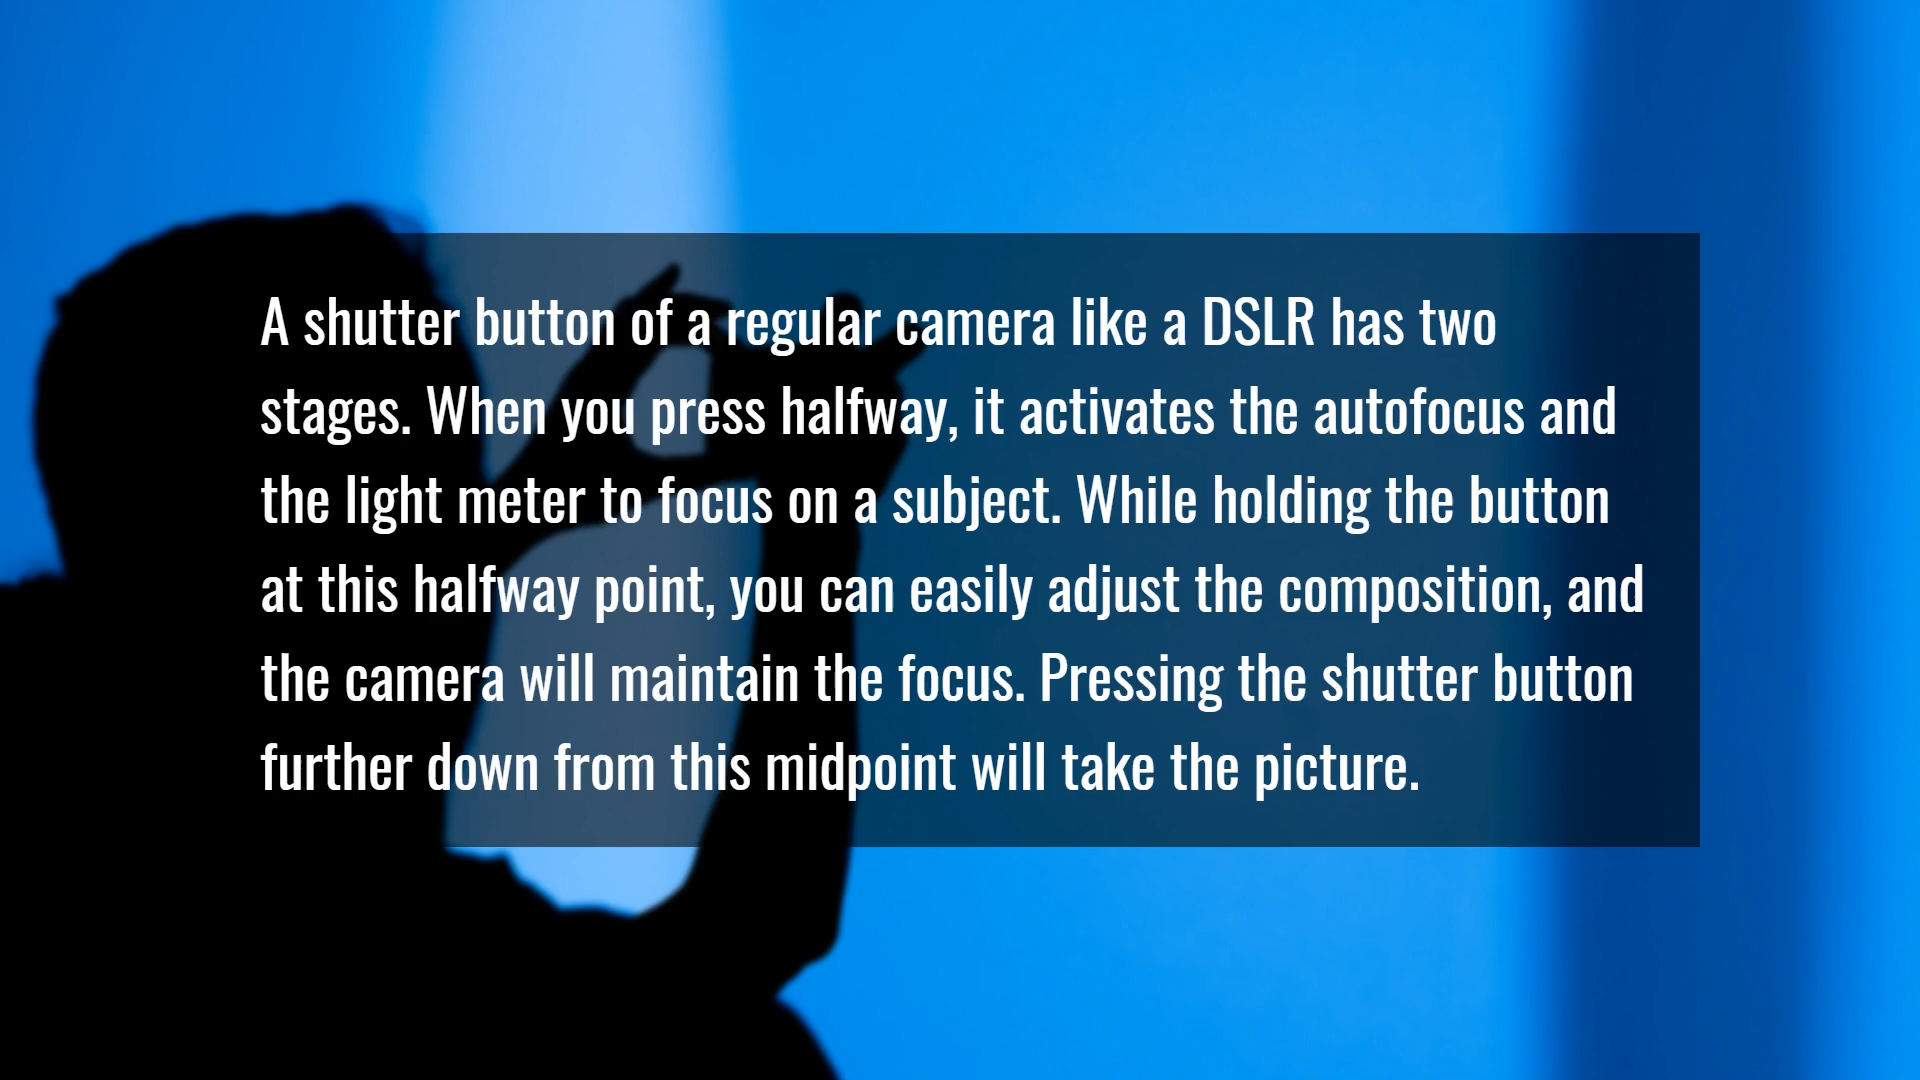 A shutter button of a regular camera like a DSLR has two
stages. When you press halfway, it activates the autofocus and
the light meter to focus on a subject. While holding the button
at this halfway point, you can easily adjust the composition, and
the camera will maintain the focus. Pressing the shutter button
further down from this midpoint will take the picture.